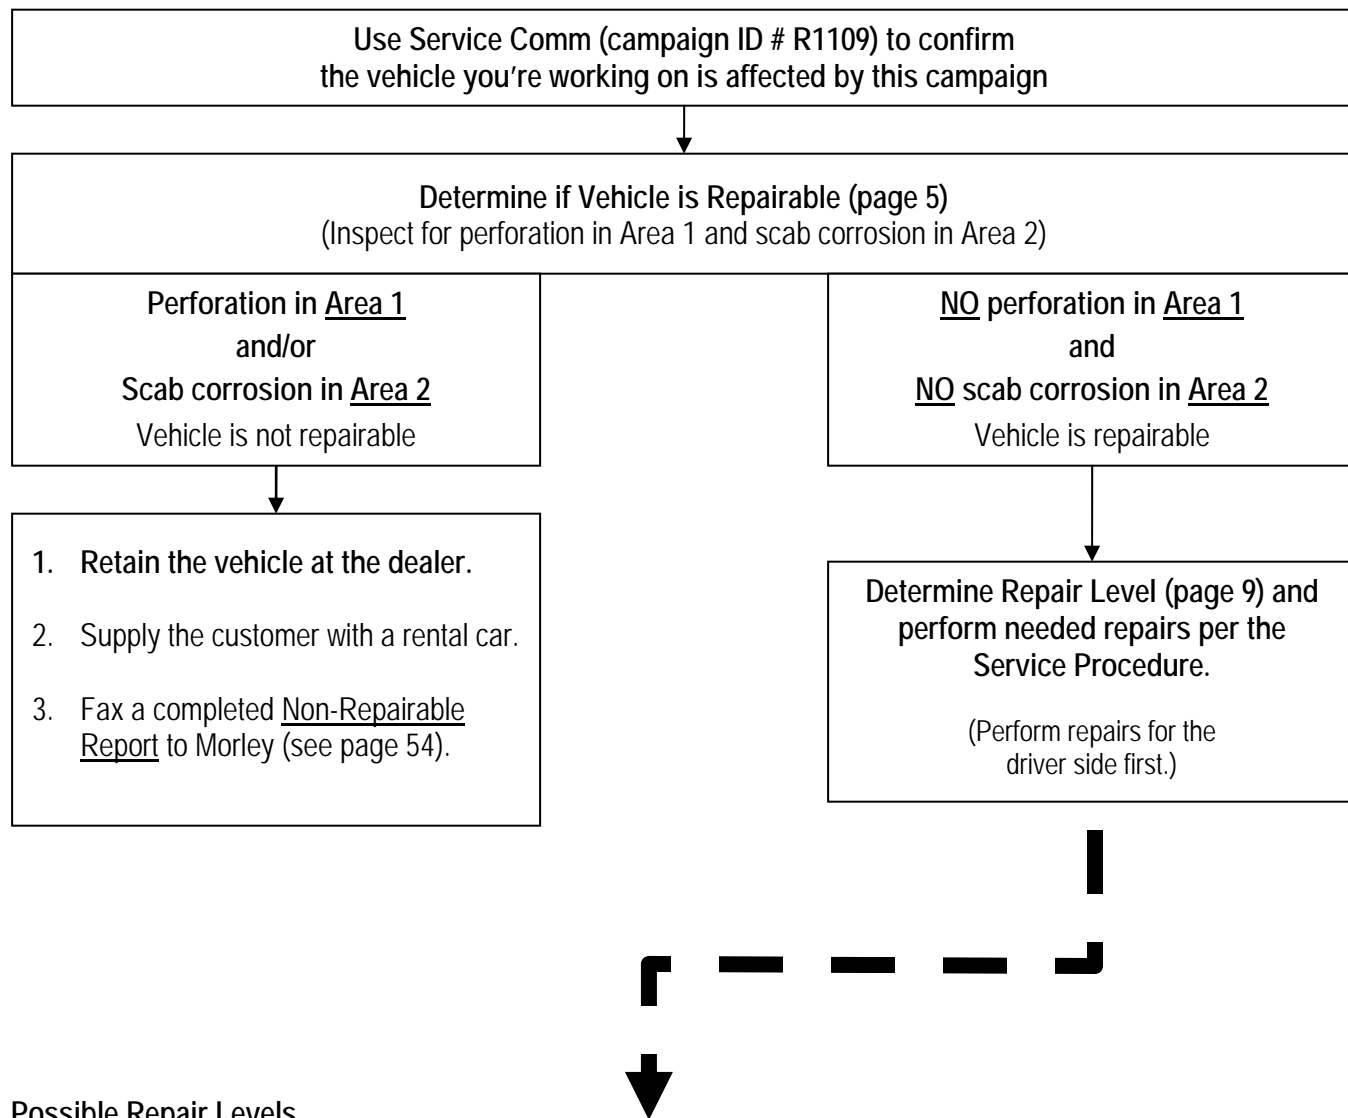 Use Service Comm (campaign ID # R1109) to confirm
the vehicle you're working on is affected by this campaign
Determine if Vehicle is Repairable (page 5)
(Inspect for perforation in Area 1 and scab corrosion in Area 2)
Perforation in Area 1
and/or
Scab corrosion in Area 2
Vehicle is not repairable
NO perforation in Area 1
and
NO scab corrosion in Area 2
Vehicle is repairable
1. Retain the vehicle at the dealer.
2. Supply the customer with a rental car.
3. Fax a completed Non-Repairable
Report to Morley (see page 54).
Determine Repair Level (page 9) and
perform needed repairs per the
Service Procedure.
(Perform repairs for the
driver side first.)
Possible Repair Levels